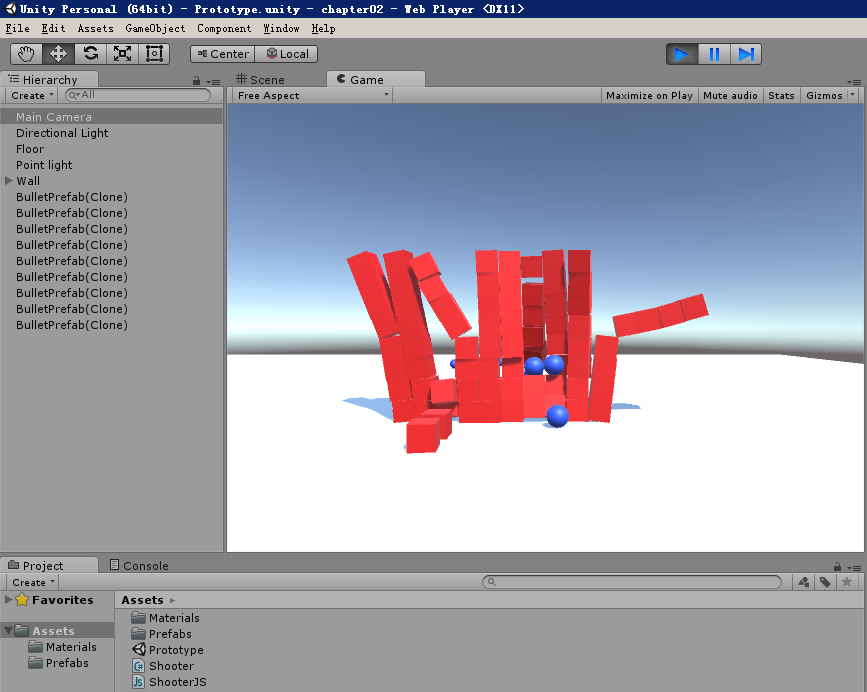 Unity Personal (64bit) - Prototype.unity - chapter02 - Web Player <DX11>
File Edit Assets GameObject Component Window Help
Center Local
Hierarchy
Create All
Main Camera
Directional Light
Floor
Point light
Wall
BulletPrefab(Clone)
BulletPrefab(Clone)
BulletPrefab(Clone)
BulletPrefab(Clone)
BulletPrefab(Clone)
BulletPrefab(Clone)
BulletPrefab(Clone)
BulletPrefab(Clone)
BulletPrefab(Clone)
Scene Game
Free Aspect Maximize on Play Mute audio Stats Gizmos
Project Console
Create
Favorites
Assets
Materials
Prefabs
Assets
Materials
Prefabs
Prototype
C# Shooter
JS ShooterJS